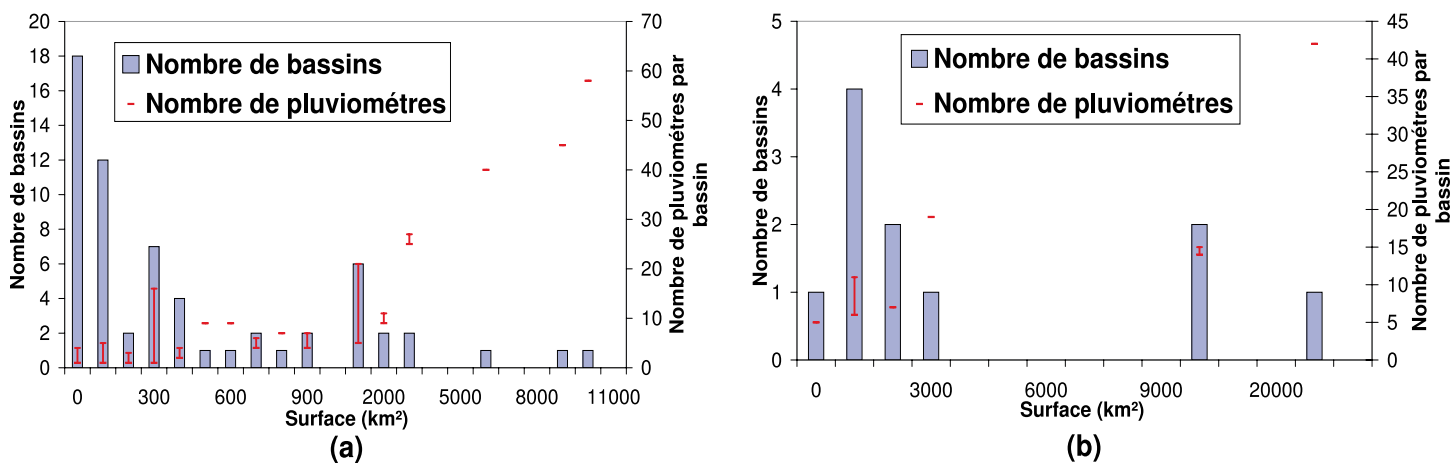 20
18
16
14
12
10
8
6
4
2
0
Nombre de bassins
70
60
50
40
30
20
10
0
Nombre de pluviométres par
bassin
Nombre de bassins
Nombre de pluviométres
0 300 600 900 2000 5000 8000 11000
Surface (km²)
(a)
5
4
3
2
1
0
Nombre de bassins
45
40
35
30
25
20
15
10
5
0
Nombre de pluviométres par
bassin
Nombre de bassins
Nombre de pluviométres
0 3000 6000 9000 20000
Surface (km²)
(b)